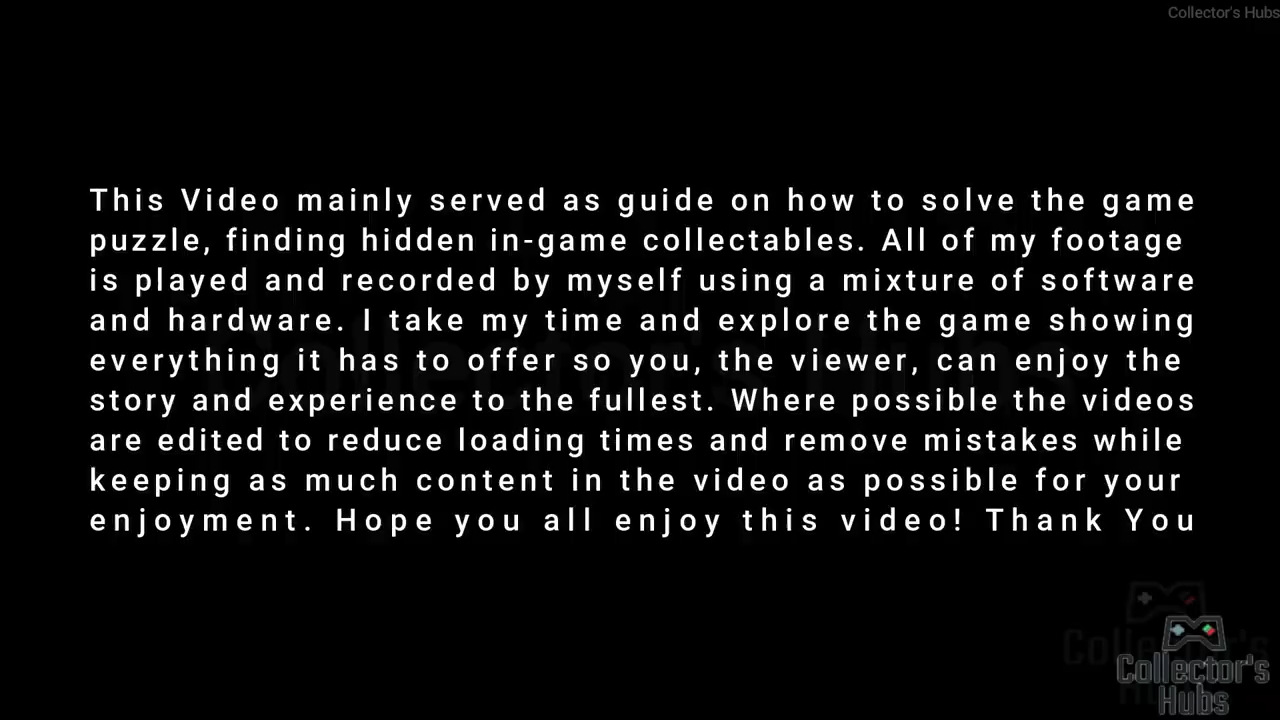 Collector's Hubs
This Video mainly served as guide on how to solve the game
puzzle, finding hidden in-game collectables. All of my footage
is played and recorded by myself using a mixture of software
and hardware. I take my time and explore the game showing
everything it has to offer so you, the viewer, can enjoy the
story and experience to the fullest. Where possible the videos
are edited to reduce loading times and remove mistakes while
keeping as much content in the video as possible for your
enjoyment. Hope you all enjoy this video! Thank You
Collector's
Hubs